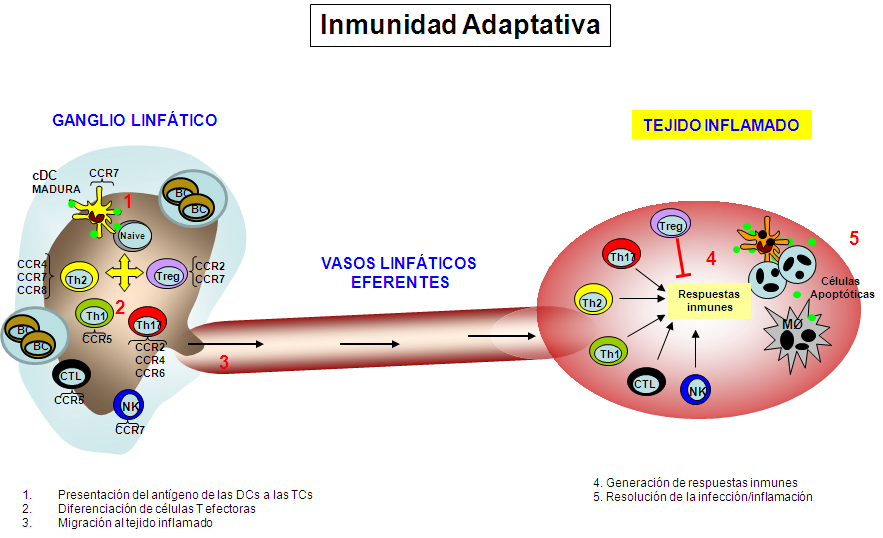 Inmunidad Adaptativa
GANGLIO LINFÁTICO
TEJIDO INFLAMADO
cDC
MADURA
CCR7
1
BC
BC
Naive
CCR4
CCR7
CCR8
Th2
Treg
CCR2
CCR7
2
Th1
CCR5
Th17
CCR2
CCR4
CCR6
BC
BC
CTL
CCR5
NK
CCR7
VASOS LINFÁTICOS
EFERENTES
3
Treg
Th17
4
5
Th2
Respuestas
inmunes
Células
Apoptóticas
MØ
Th1
CTL
NK
1. Presentación del antígeno de las DCs a las TCs
2. Diferenciación de células T efectoras
3. Migración al tejido inflamado
4. Generación de respuestas inmunes
5. Resolución de la infección/inflamación